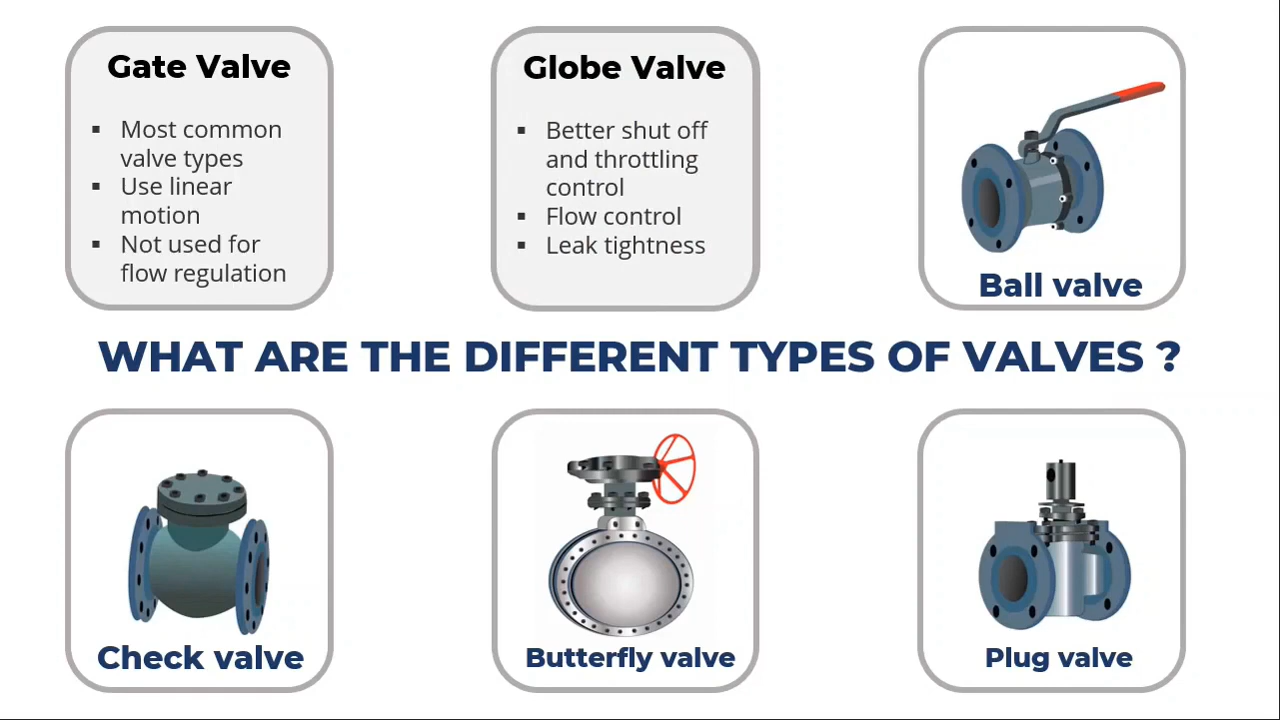 Gate Valve
▪ Most common
valve types
▪ Use linear
motion
▪ Not used for
flow regulation
Globe Valve
▪ Better shut off
and throttling
control
▪ Flow control
▪ Leak tightness
Ball valve
WHAT ARE THE DIFFERENT TYPES OF VALVES ?
Check valve
Butterfly valve
Plug valve